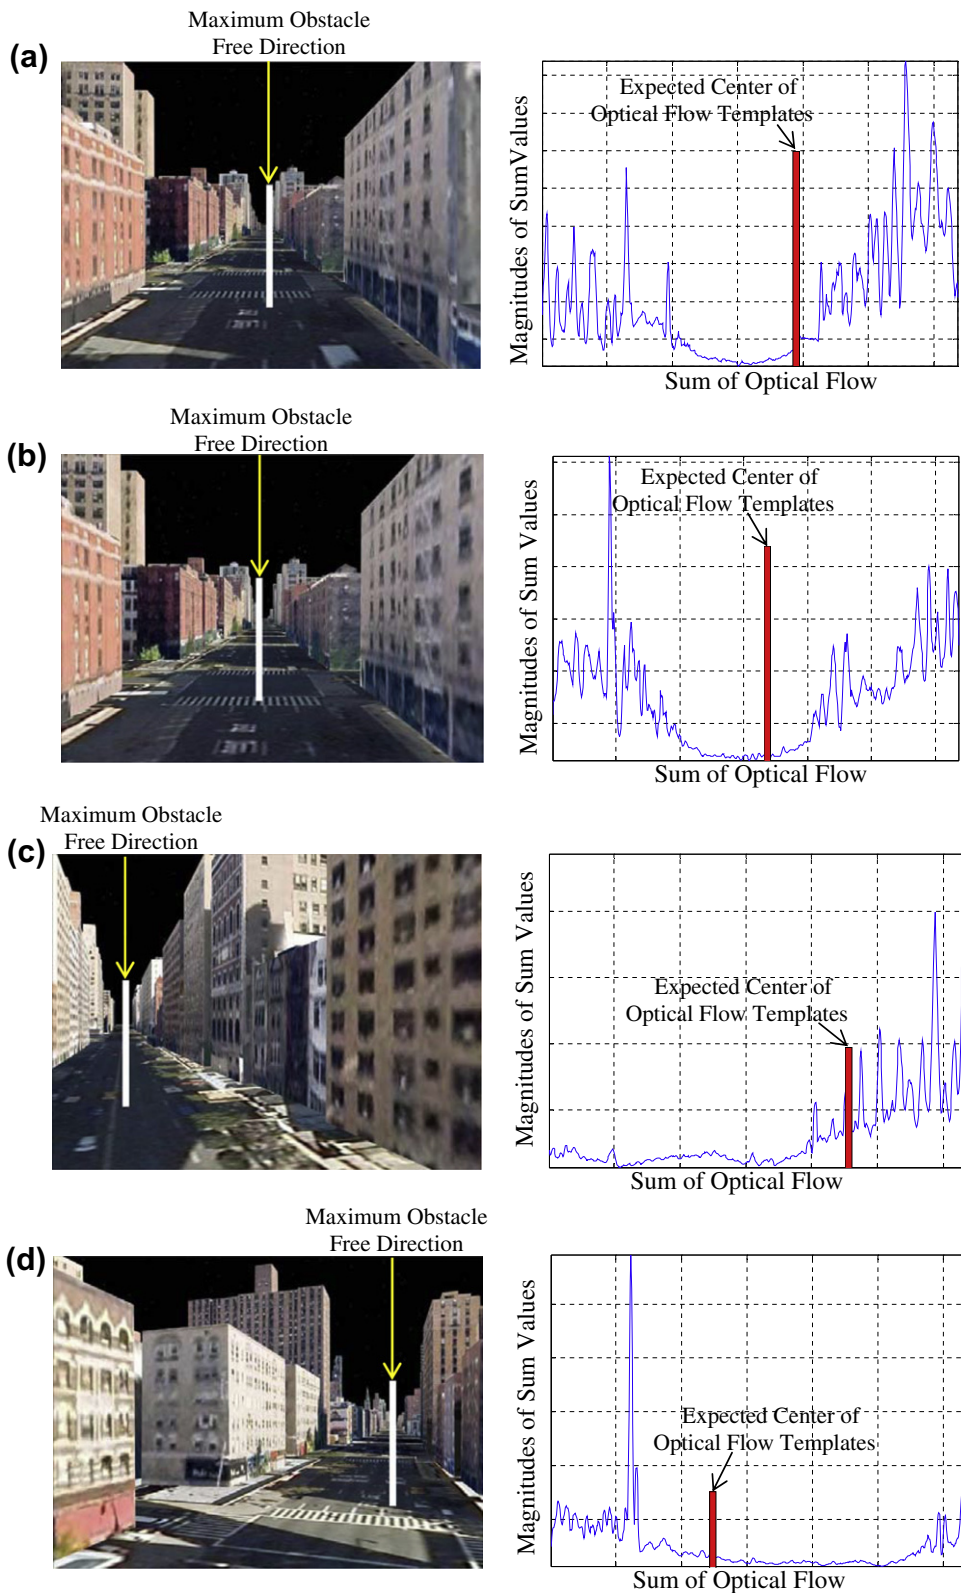 Maximum Obstacle
Free Direction
(a)
Expected Center of
Optical Flow Templates
Magnitudes of SumValues
Sum of Optical Flow
Maximum Obstacle
Free Direction
(b)
Expected Center of
Optical Flow Templates
Magnitudes of Sum Values
Sum of Optical Flow
Maximum Obstacle
Free Direction
(c)
Expected Center of
Optical Flow Templates
Magnitudes of Sum Values
Sum of Optical Flow
Maximum Obstacle
Free Direction
(d)
Expected Center of
Optical Flow Templates
Magnitudes of Sum Values
Sum of Optical Flow